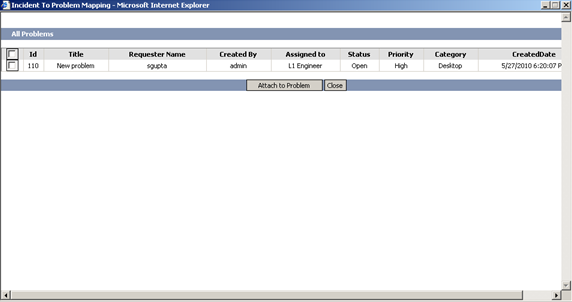 Incident To Problem Mapping - Microsoft Internet Explorer
All Problems
Id Title Requester Name Created By Assigned to Status Priority Category CreatedDate
110 New problem sgupta admin L1 Engineer Open High Desktop 5/27/2010 6:20:07 P
Attach to Problem Close